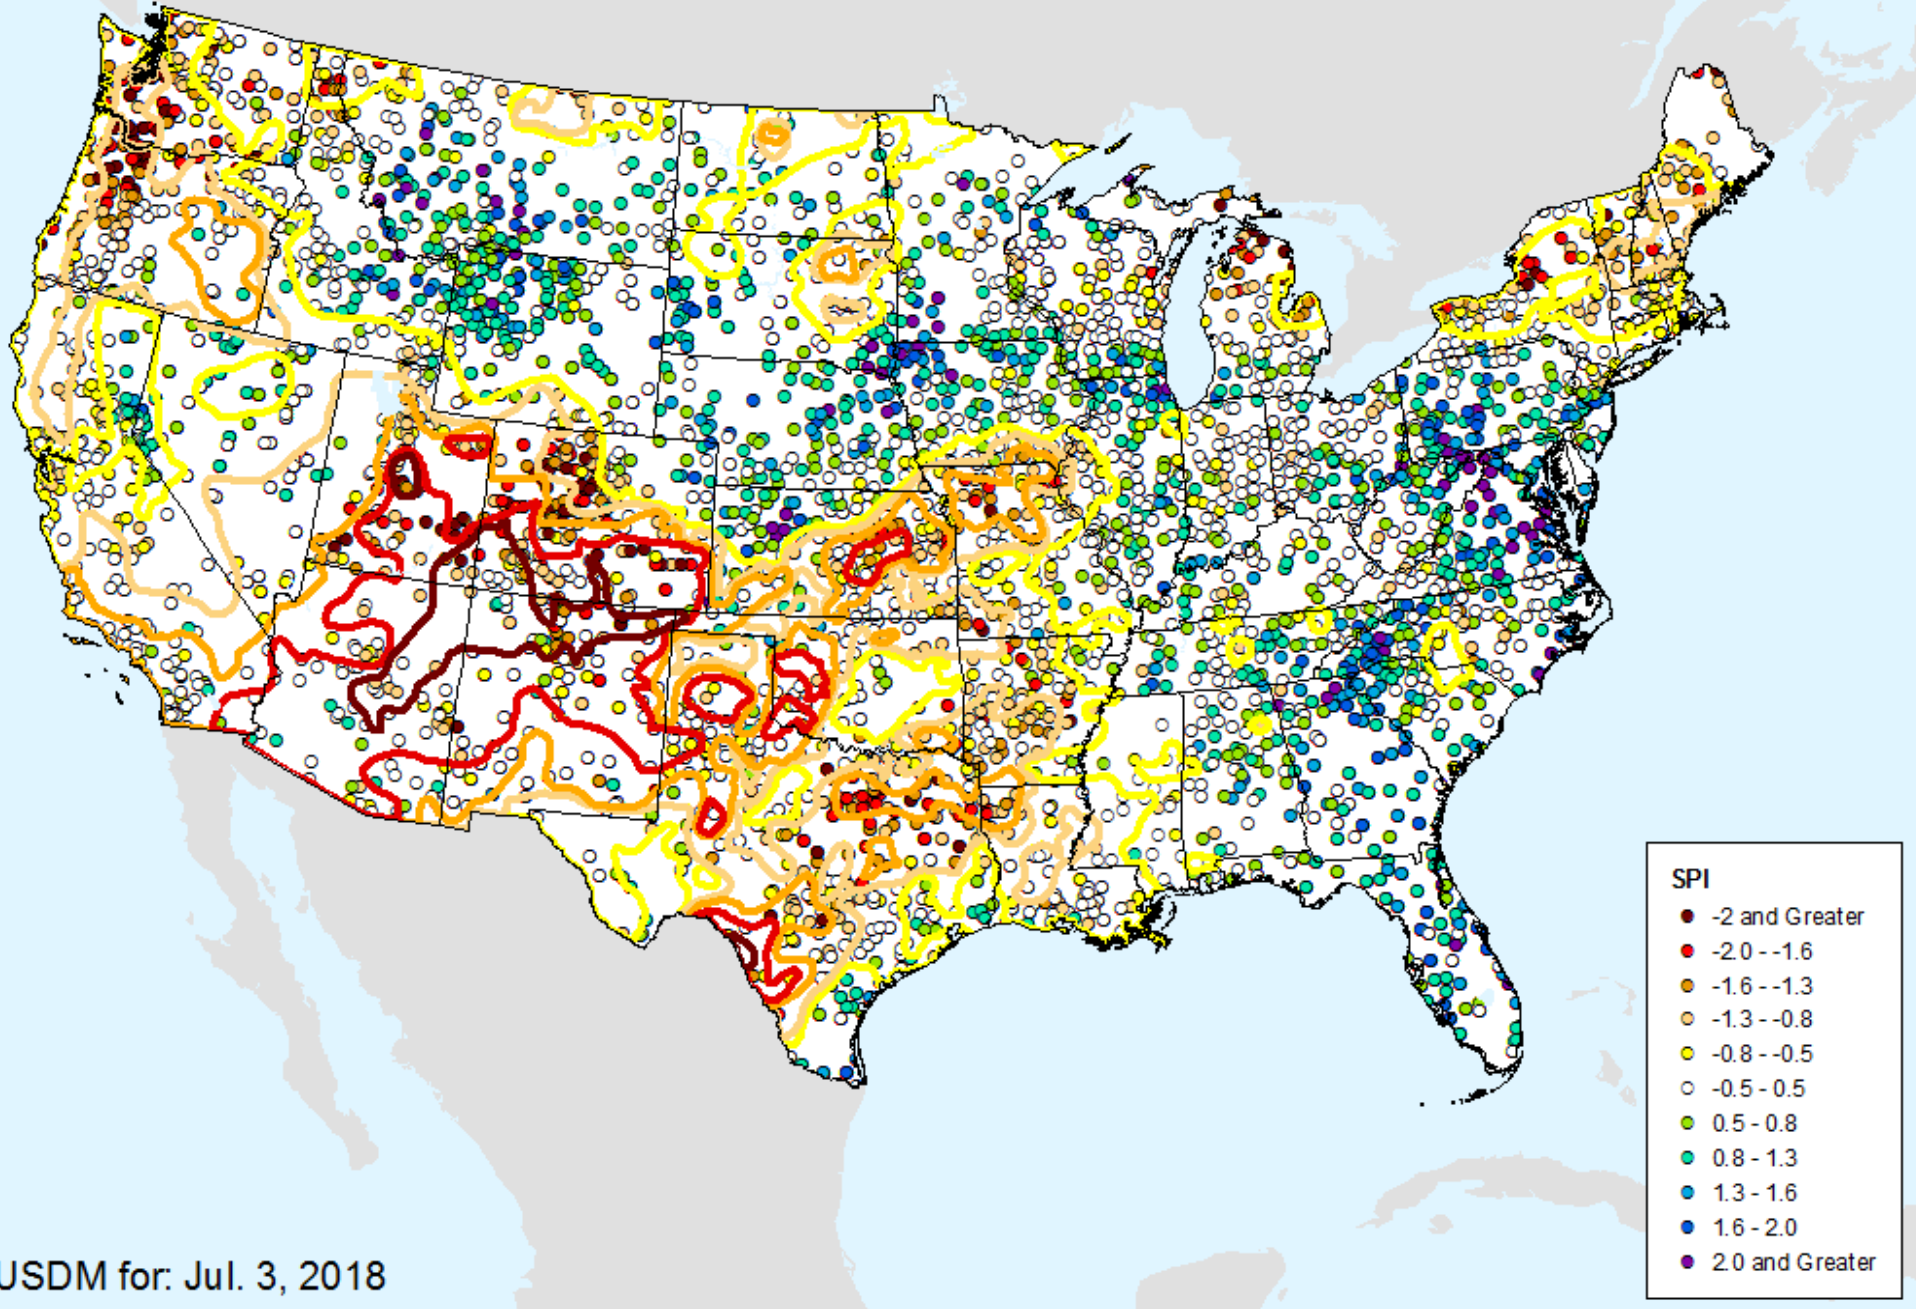 SPI
-2 and Greater
-2.0 - -1.6
-1.6 - -1.3
-1.3 - -0.8
-0.8 - -0.5
-0.5 - 0.5
0.5 - 0.8
0.8 - 1.3
1.3 - 1.6
1.6 - 2.0
2.0 and Greater
USDM for: Jul. 3, 2018